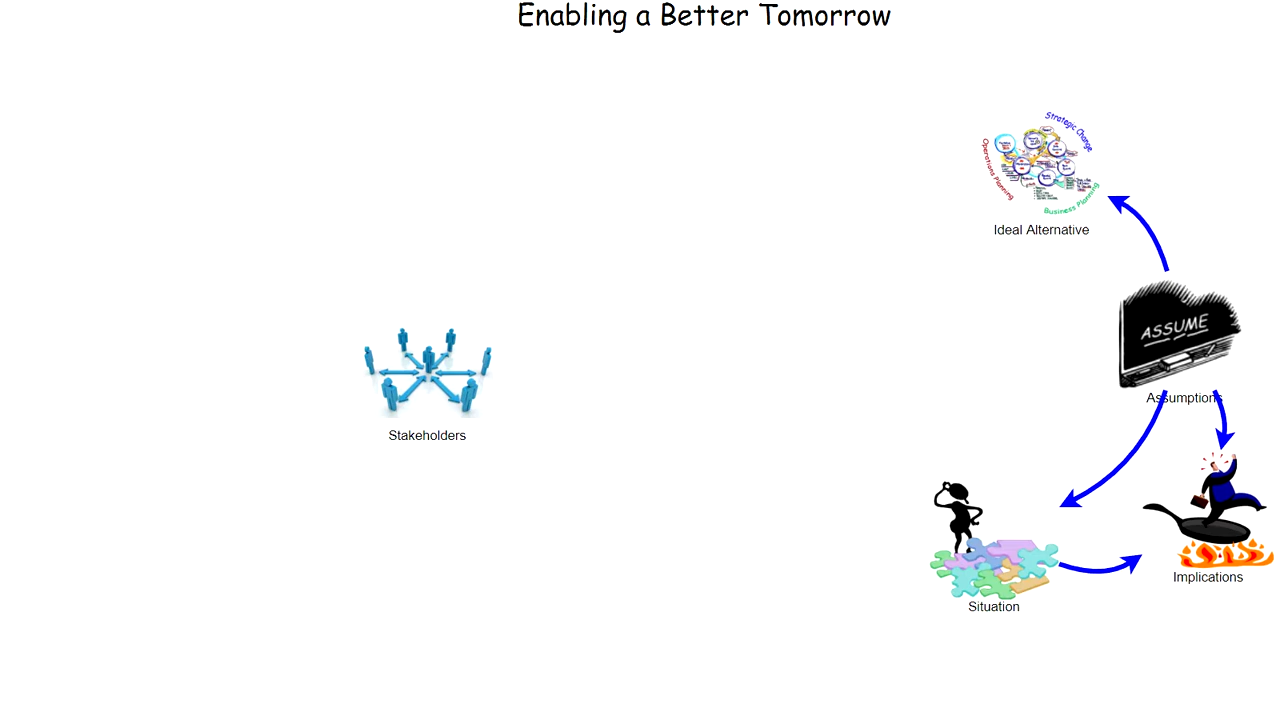 Enabling a Better Tomorrow
Strategic Change
Operations Planning
Business Planning
Ideal Alternative
ASSUME
Assumptions
Stakeholders
Situation
Implications